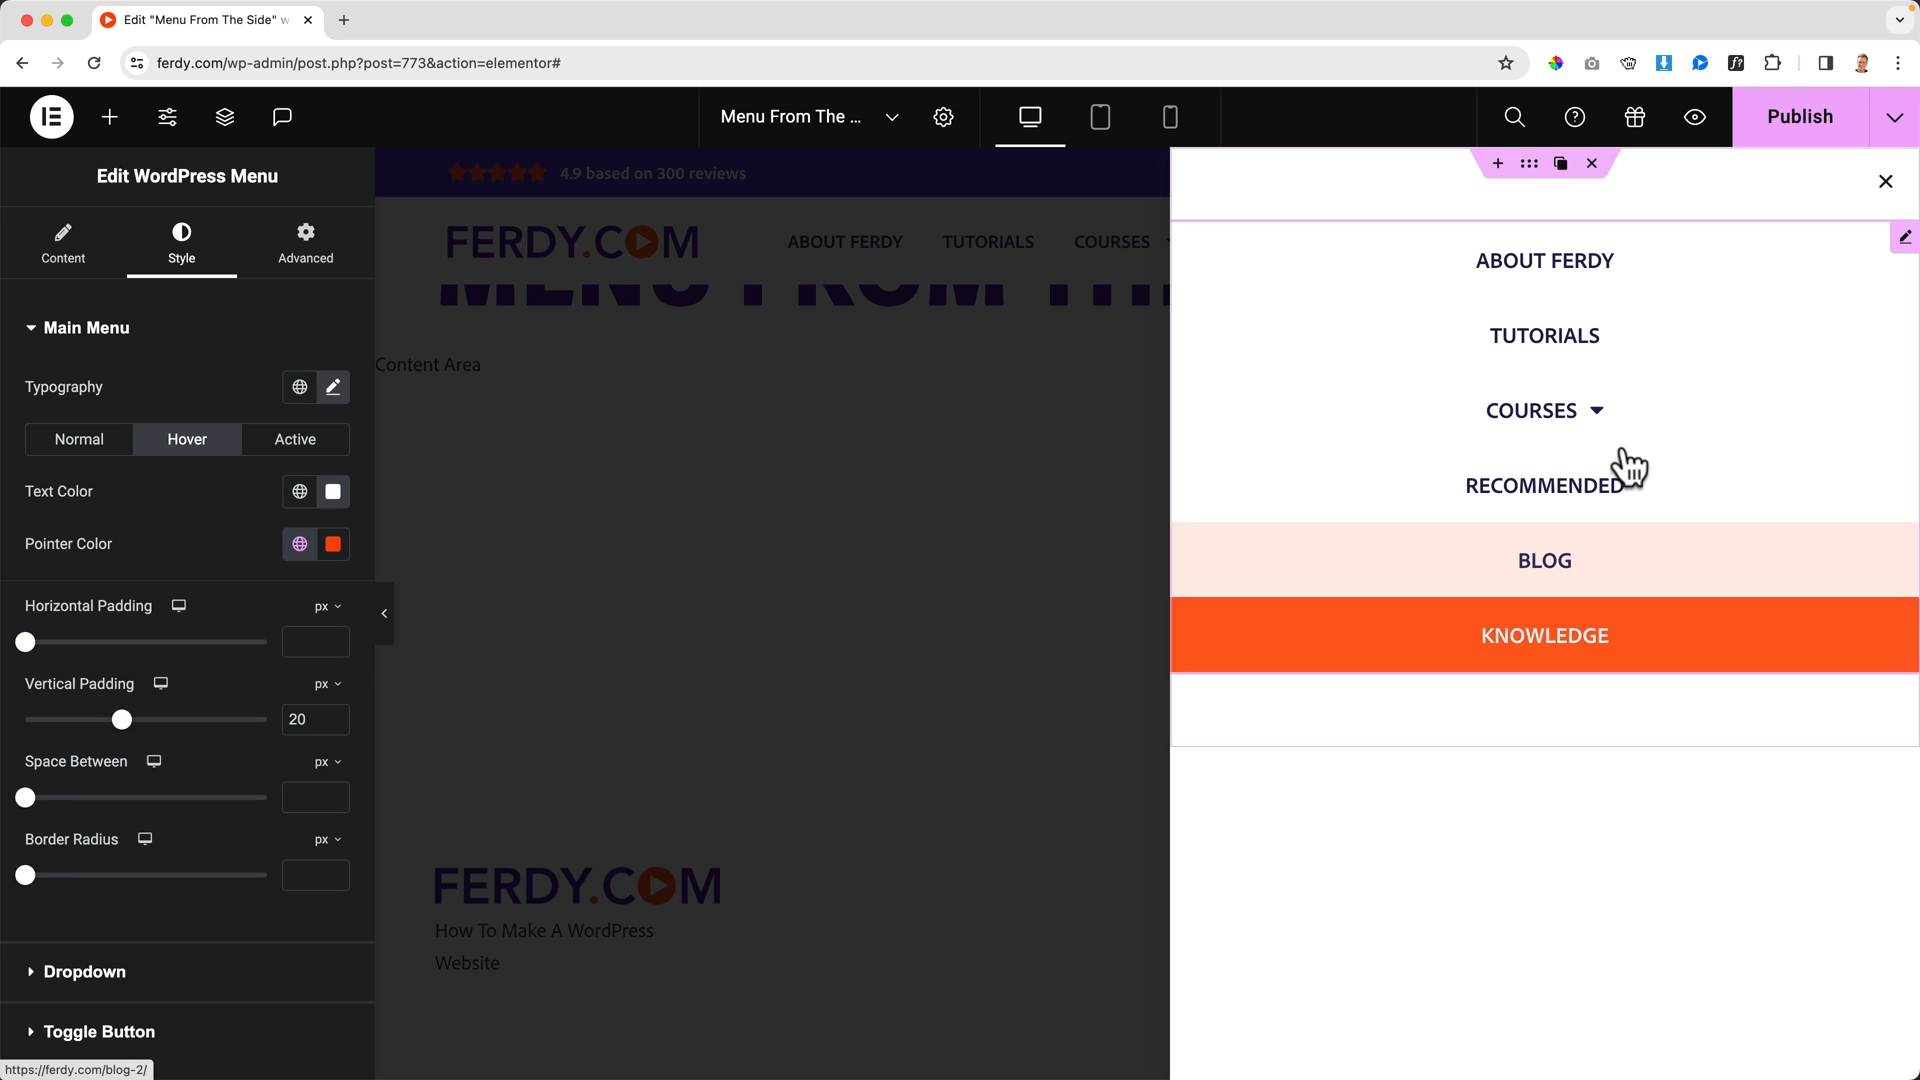 Edit "Menu From The Side" w
ferdy.com/wp-admin/post.php?post=773&action=elementor#
Menu From The ...
Publish
Edit WordPress Menu
Content
Style
Advanced
Main Menu
Typography
Normal
Hover
Active
Text Color
Pointer Color
Horizontal Padding
px
Vertical Padding
px
20
Space Between
px
Border Radius
px
Dropdown
Toggle Button
https://ferdy.com/blog-2/
4.9 based on 300 reviews
FERDY.COM
ABOUT FERDY
TUTORIALS
COURSES
MENU FROM TH
Content Area
FERDY.COM
How To Make A WordPress
Website
ABOUT FERDY
TUTORIALS
COURSES
RECOMMENDED
BLOG
KNOWLEDGE